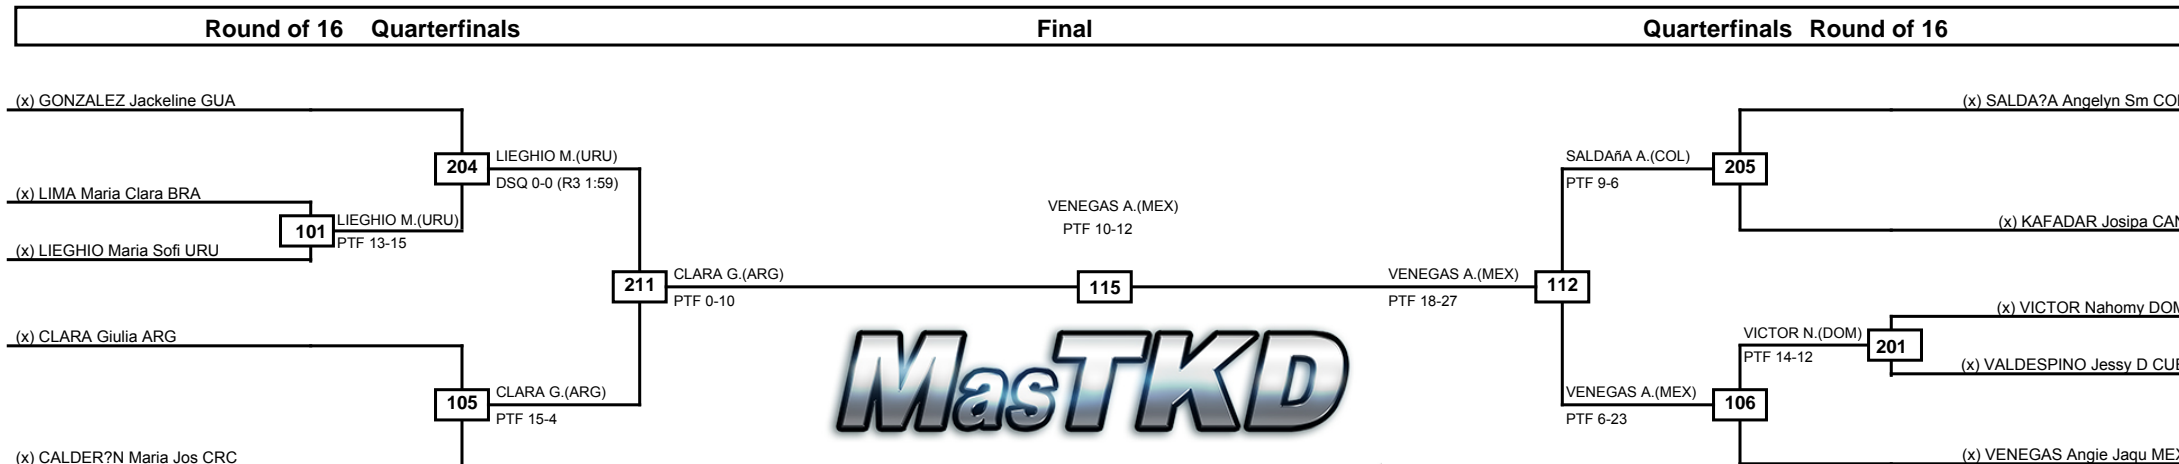 Round of 16 Quarterfinals Final Quarterfinals Round of 16
(x) GONZALEZ Jackeline GUA
(x) SALDA?A Angelyn Sm COL
204
LIEGHIO M.(URU)
DSQ 0-0 (R3 1:59)
SALDAñA A.(COL)
PTF 9-6
205
(x) LIMA Maria Clara BRA
101
LIEGHIO M.(URU)
PTF 13-15
(x) LIEGHIO Maria Sofi URU
VENEGAS A.(MEX)
PTF 10-12
(x) KAFADAR Josipa CAN
211
CLARA G.(ARG)
PTF 0-10
115
VENEGAS A.(MEX)
PTF 18-27
112
(x) CLARA Giulia ARG
(x) VICTOR Nahomy DOM
VICTOR N.(DOM)
PTF 14-12
201
(x) VALDESPINO Jessy D CUB
MasTKD
105
CLARA G.(ARG)
PTF 15-4
VENEGAS A.(MEX)
PTF 6-23
106
(x) CALDER?N Maria Jos CRC
(x) VENEGAS Angie Jaqu MEX